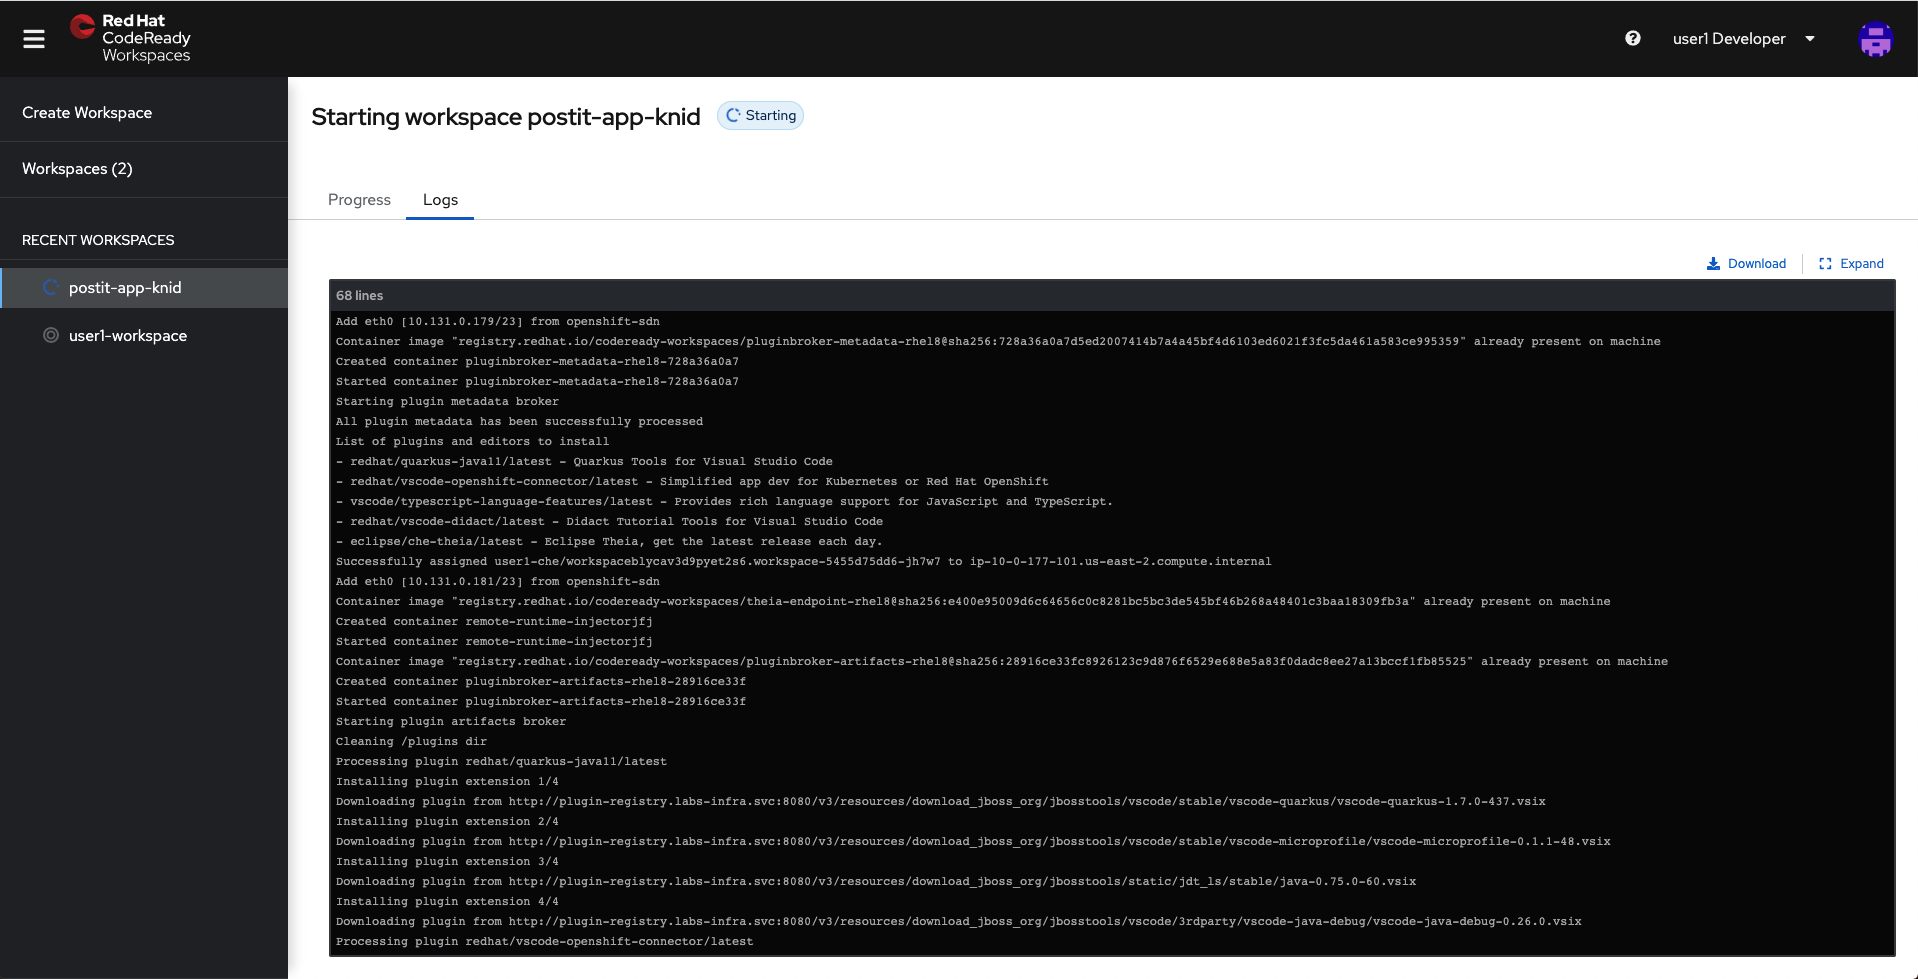 Red Hat
CodeReady
Workspaces
user1 Developer
Create Workspace
Workspaces (2)
RECENT WORKSPACES
postit-app-knid
user1-workspace
Starting workspace postit-app-knid
Starting
Progress
Logs
Download
Expand
68 lines
Add eth0 [10.131.0.179/23] from openshift-sdn
Container image "registry.redhat.io/codeready-workspaces/pluginbroker-metadata-rhel8@sha256:728a36a0a7d5ed2007414b7a4a45bf4d6103ed6021f3fc5da461a583ce995359" already present on machine
Created container pluginbroker-metadata-rhel8-728a36a0a7
Started container pluginbroker-metadata-rhel8-728a36a0a7
Starting plugin metadata broker
All plugin metadata has been successfully processed
List of plugins and editors to install
- redhat/quarkus-java11/latest - Quarkus Tools for Visual Studio Code
- redhat/vscode-openshift-connector/latest - Simplified app dev for Kubernetes or Red Hat OpenShift
- vscode/typescript-language-features/latest - Provides rich language support for JavaScript and TypeScript.
- redhat/vscode-didact/latest - Didact Tutorial Tools for Visual Studio Code
- eclipse/che-theia/latest - Eclipse Theia, get the latest release each day.
Successfully assigned user1-che/workspaceblycav3d9pyet2s6.workspace-5455d75dd6-jh7w7 to ip-10-0-177-101.us-east-2.compute.internal
Add eth0 [10.131.0.181/23] from openshift-sdn
Container image "registry.redhat.io/codeready-workspaces/theia-endpoint-rhel8@sha256:e400e95009d6c64656c0c8281bc5bc3de545bf46b268a48401c3baa18309fb3a" already present on machine
Created container remote-runtime-injectorjfj
Started container remote-runtime-injectorjfj
Container image "registry.redhat.io/codeready-workspaces/pluginbroker-artifacts-rhel8@sha256:28916ce33fc8926123c9d876f6529e688e5a83f0dadc8ee27a13bccf1fb85525" already present on machine
Created container pluginbroker-artifacts-rhel8-28916ce33f
Started container pluginbroker-artifacts-rhel8-28916ce33f
Starting plugin artifacts broker
Cleaning /plugins dir
Processing plugin redhat/quarkus-java11/latest
Installing plugin extension 1/4
Downloading plugin from http://plugin-registry.labs-infra.svc:8080/v3/resources/download_jboss_org/jbosstools/vscode/stable/vscode-quarkus/vscode-quarkus-1.7.0-437.vsix
Installing plugin extension 2/4
Downloading plugin from http://plugin-registry.labs-infra.svc:8080/v3/resources/download_jboss_org/jbosstools/vscode/stable/vscode-microprofile/vscode-microprofile-0.1.1-48.vsix
Installing plugin extension 3/4
Downloading plugin from http://plugin-registry.labs-infra.svc:8080/v3/resources/download_jboss_org/jbosstools/static/jdt_ls/stable/java-0.75.0-60.vsix
Installing plugin extension 4/4
Downloading plugin from http://plugin-registry.labs-infra.svc:8080/v3/resources/download_jboss_org/jbosstools/vscode/3rdparty/vscode-java-debug/vscode-java-debug-0.26.0.vsix
Processing plugin redhat/vscode-openshift-connector/latest